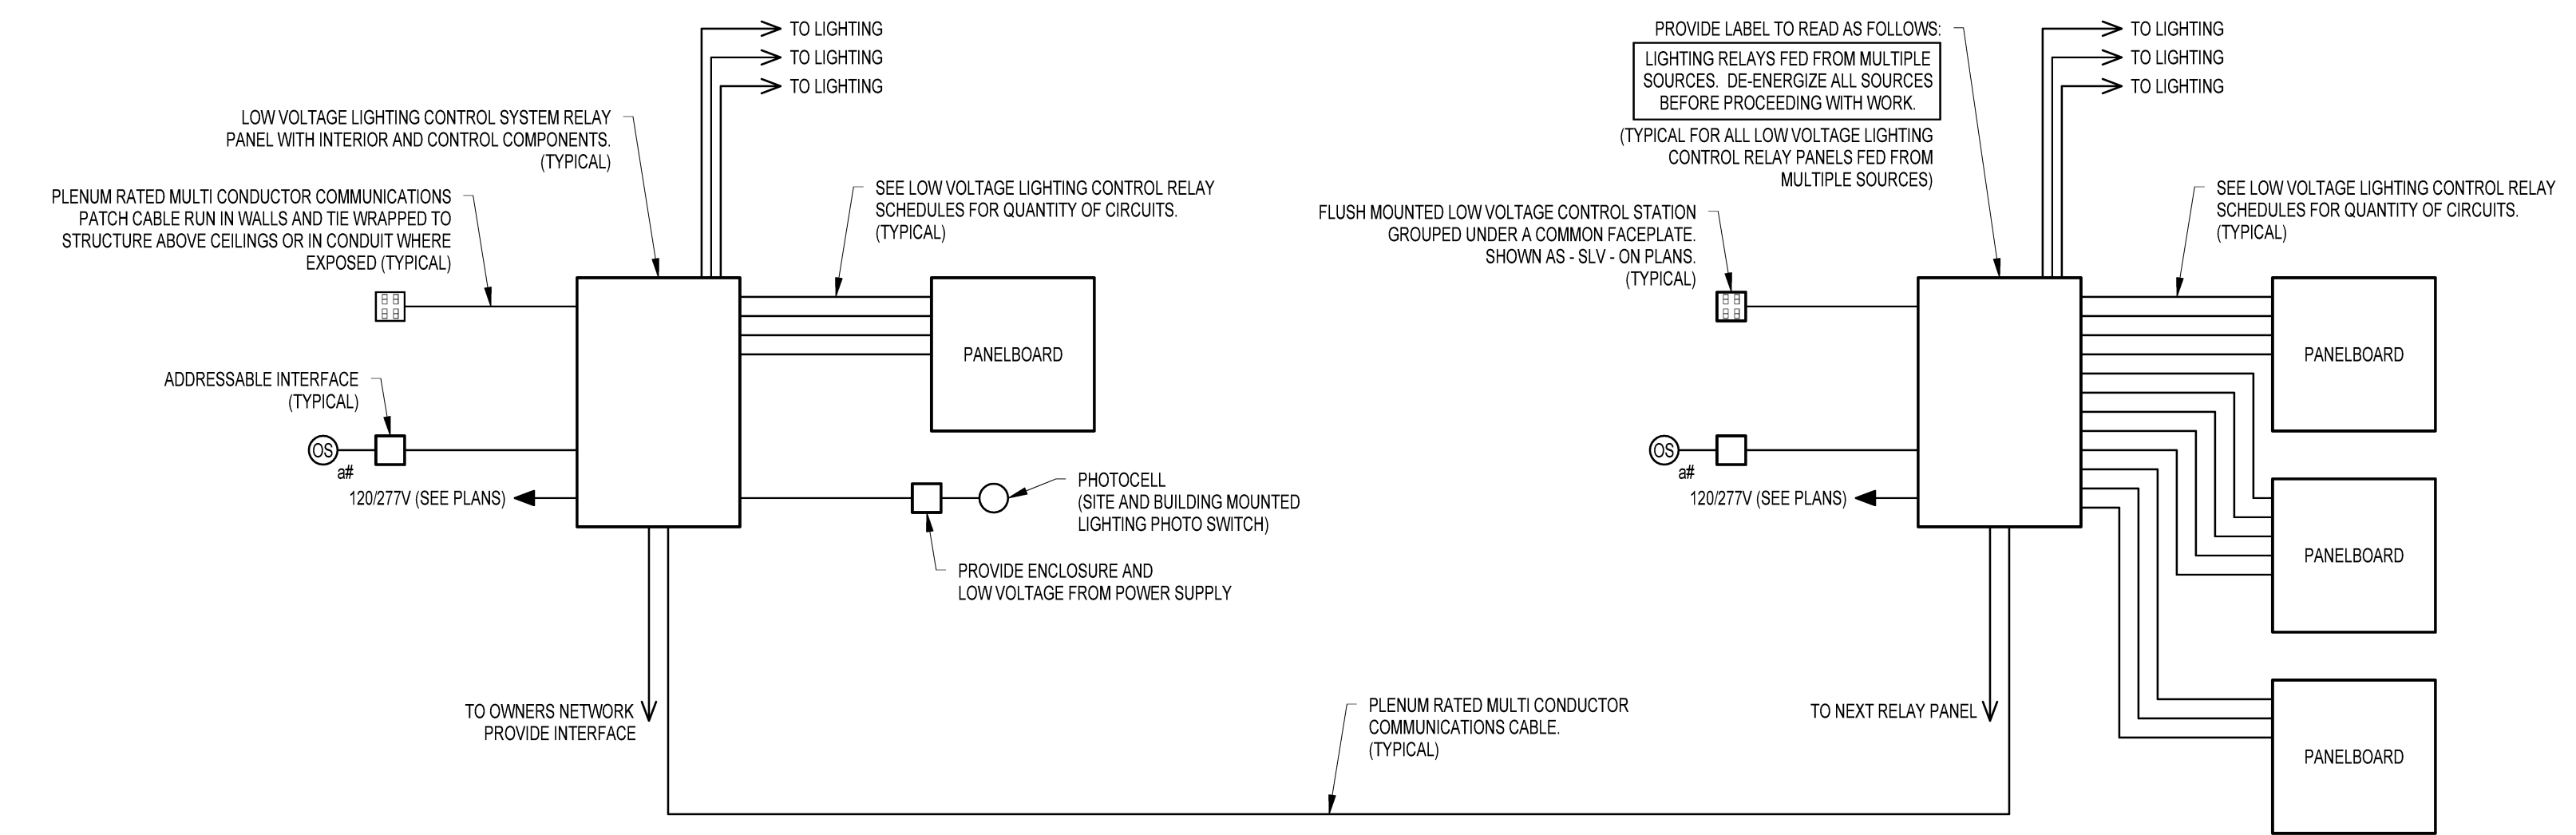 TO LIGHTING
TO LIGHTING
TO LIGHTING
LOW VOLTAGE LIGHTING CONTROL SYSTEM RELAY
PANEL WITH INTERIOR AND CONTROL COMPONENTS.
(TYPICAL)
PLENUM RATED MULTI CONDUCTOR COMMUNICATIONS
PATCH CABLE RUN IN WALLS AND TIE WRAPPED TO
STRUCTURE ABOVE CEILINGS OR IN CONDUIT WHERE
EXPOSED (TYPICAL)
SEE LOW VOLTAGE LIGHTING CONTROL RELAY
SCHEDULES FOR QUANTITY OF CIRCUITS.
(TYPICAL)
PANELBOARD
ADDRESSABLE INTERFACE
(TYPICAL)
OS
a#
120/277V (SEE PLANS)
PHOTOCELL
(SITE AND BUILDING MOUNTED
LIGHTING PHOTO SWITCH)
PROVIDE ENCLOSURE AND
LOW VOLTAGE FROM POWER SUPPLY
TO OWNERS NETWORK
PROVIDE INTERFACE
PLENUM RATED MULTI CONDUCTOR
COMMUNICATIONS CABLE.
(TYPICAL)
PROVIDE LABEL TO READ AS FOLLOWS:
LIGHTING RELAYS FED FROM MULTIPLE
SOURCES. DE-ENERGIZE ALL SOURCES
BEFORE PROCEEDING WITH WORK.
(TYPICAL FOR ALL LOW VOLTAGE LIGHTING
CONTROL RELAY PANELS FED FROM
MULTIPLE SOURCES)
TO LIGHTING
TO LIGHTING
TO LIGHTING
FLUSH MOUNTED LOW VOLTAGE CONTROL STATION
GROUPED UNDER A COMMON FACEPLATE.
SHOWN AS - SLV - ON PLANS.
(TYPICAL)
SEE LOW VOLTAGE LIGHTING CONTROL RELAY
SCHEDULES FOR QUANTITY OF CIRCUITS.
(TYPICAL)
PANELBOARD
OS
a#
120/277V (SEE PLANS)
PANELBOARD
TO NEXT RELAY PANEL
PANELBOARD